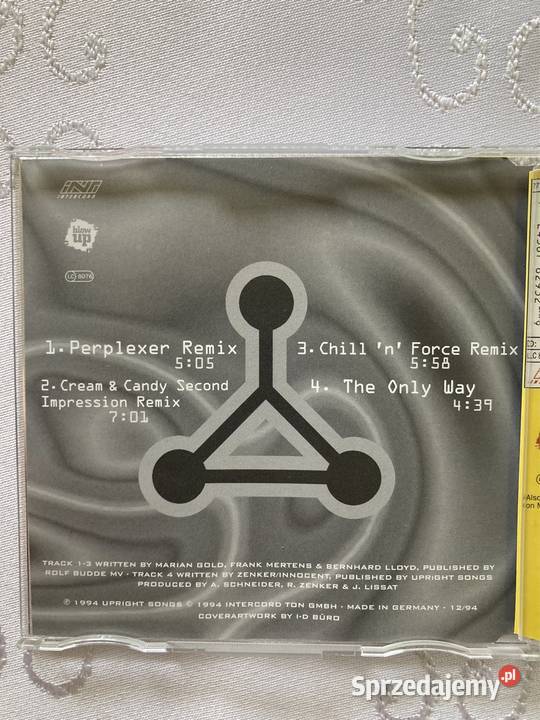 INT
INTERCORD
blow
up
LC 8076
1. Perplexer Remix
5:05
2. Cream & Candy Second
Impression Remix
7:01
3. Chill 'n' Force Remix
5:58
4. The Only Way
4:39
TRACK 1-3 WRITTEN BY MARIAN GOLD, FRANK MERTENS & BERNHARD LLOYD, PUBLISHED BY
ROLF BUDDE MV · TRACK 4 WRITTEN BY ZENKER/INNOCENT, PUBLISHED BY UPRIGHT SONGS
PRODUCED BY A. SCHNEIDER, R. ZENKER & J. LISSAT
℗ 1994 UPRIGHT SONGS © 1994 INTERCORD TON GMBH · MADE IN GERMANY · 12/94
COVERARTWORK BY I-D BÜRO
CD:
Also
on M
Sprzedajemy.pl